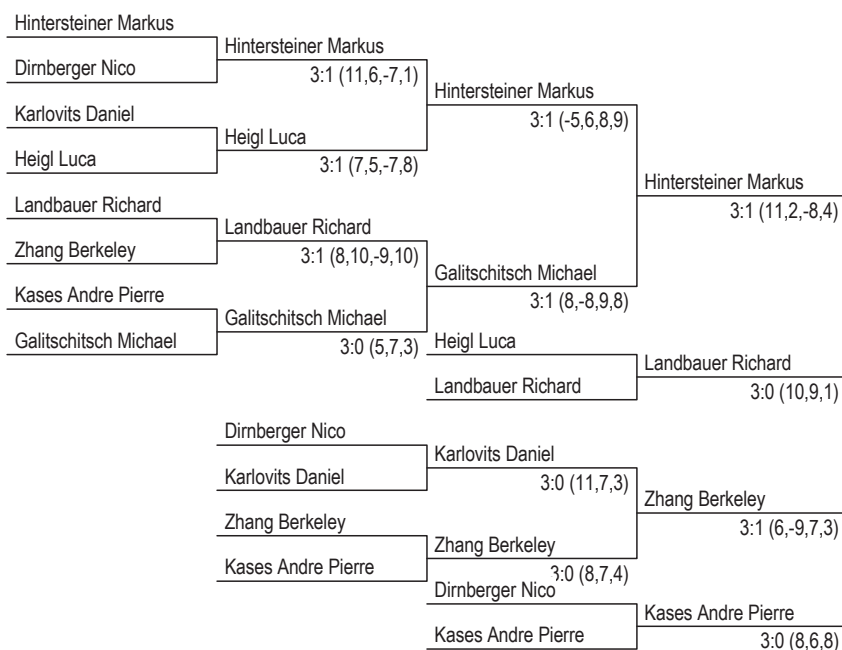 Hintersteiner Markus
Hintersteiner Markus
Dirnberger Nico
3:1 (11,6,-7,1)
Hintersteiner Markus
Karlovits Daniel
3:1 (-5,6,8,9)
Heigl Luca
Heigl Luca
3:1 (7,5,-7,8)
Hintersteiner Markus
Landbauer Richard
3:1 (11,2,-8,4)
Landbauer Richard
Zhang Berkeley
3:1 (8,10,-9,10)
Galitschitsch Michael
Kases Andre Pierre
3:1 (8,-8,9,8)
Galitschitsch Michael
Galitschitsch Michael
3:0 (5,7,3)
Heigl Luca
Landbauer Richard
Landbauer Richard
3:0 (10,9,1)
Dirnberger Nico
Karlovits Daniel
Karlovits Daniel
3:0 (11,7,3)
Zhang Berkeley
Zhang Berkeley
3:1 (6,-9,7,3)
Zhang Berkeley
Kases Andre Pierre
3:0 (8,7,4)
Dirnberger Nico
Kases Andre Pierre
Kases Andre Pierre
3:0 (8,6,8)